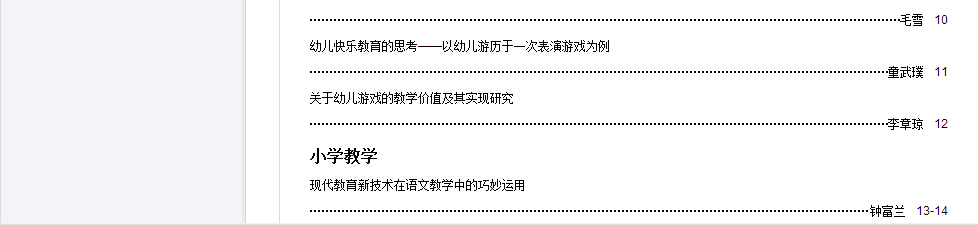 毛雪 10
幼儿快乐教育的思考——以幼儿游历于一次表演游戏为例
童武璞 11
关于幼儿游戏的教学价值及其实现研究
李章琼 12
小学教学
现代教育新技术在语文教学中的巧妙运用
钟富兰 13-14